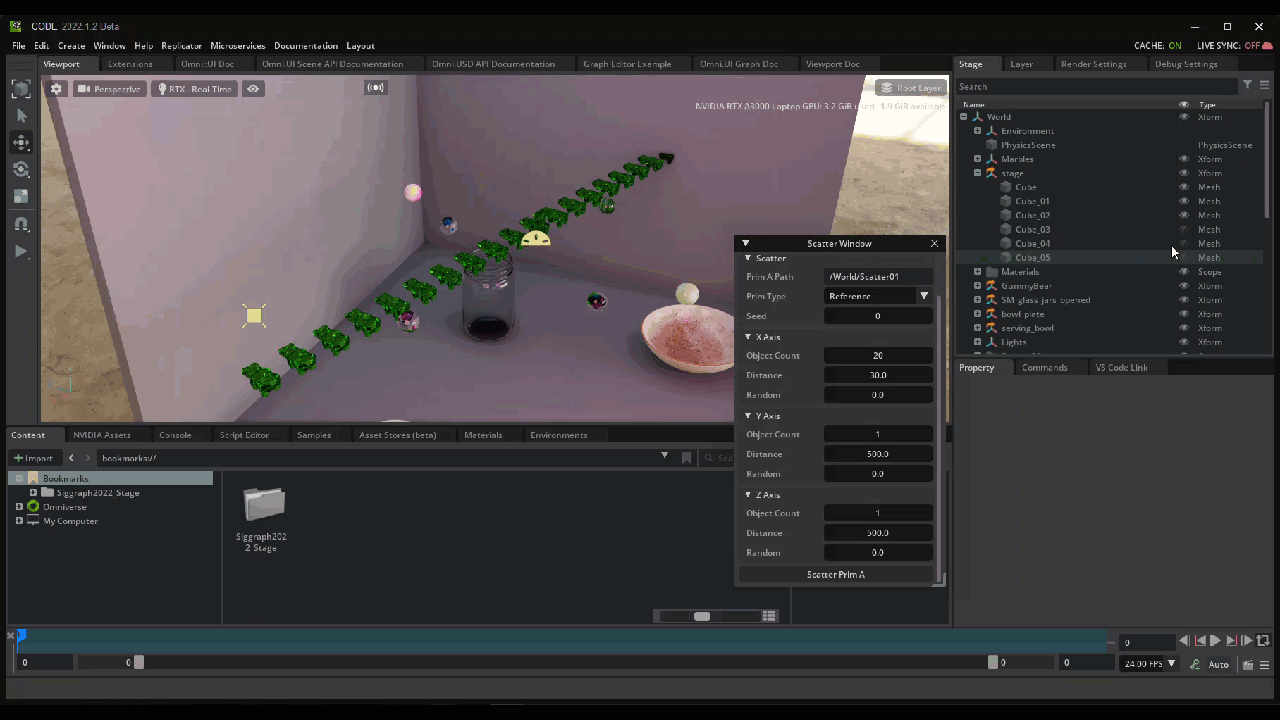 CODE 2022.1.2 Beta
File Edit Create Window Help Replicator Microservices Documentation Layout
CACHE: ON LIVE SYNC: OFF
Viewport Extensions Omni::UI Doc Omni::UI Scene API Documentation Omni.USD API Documentation Graph Editor Example Omni.UI Graph Doc Viewport Doc
Stage Layer Render Settings Debug Settings
Perspective RTX - Real-Time Root Layer
NVIDIA RTX A3000 Laptop GPU: 3.2 GiB used, 1.9 GiB available
Search
Name Type
World Xform
Environment
PhysicsScene PhysicsScene
Marbles Xform
stage Xform
Cube Mesh
Cube_01 Mesh
Cube_02 Mesh
Cube_03 Mesh
Cube_04 Mesh
Cube_05 Mesh
Materials Scope
GummyBear Xform
SM_glass_jars_opened Xform
bowl_plate Xform
serving_bowl Xform
Lights Xform
Property Commands VS Code Link
Scatter Window
Scatter
Prim A Path /World/Scatter01
Prim Type Reference
Seed 0
X Axis
Object Count 20
Distance 30.0
Random 0.0
Y Axis
Object Count 1
Distance 500.0
Random 0.0
Z Axis
Object Count 1
Distance 500.0
Random 0.0
Scatter Prim A
Content NVIDIA Assets Console Script Editor Samples Asset Stores (beta) Materials Environments
Import bookmarks://
Bookmarks
Siggraph2022_Stage
Omniverse
My Computer
Siggraph202
2_Stage
0
0 0 0 0 24.00 FPS Auto